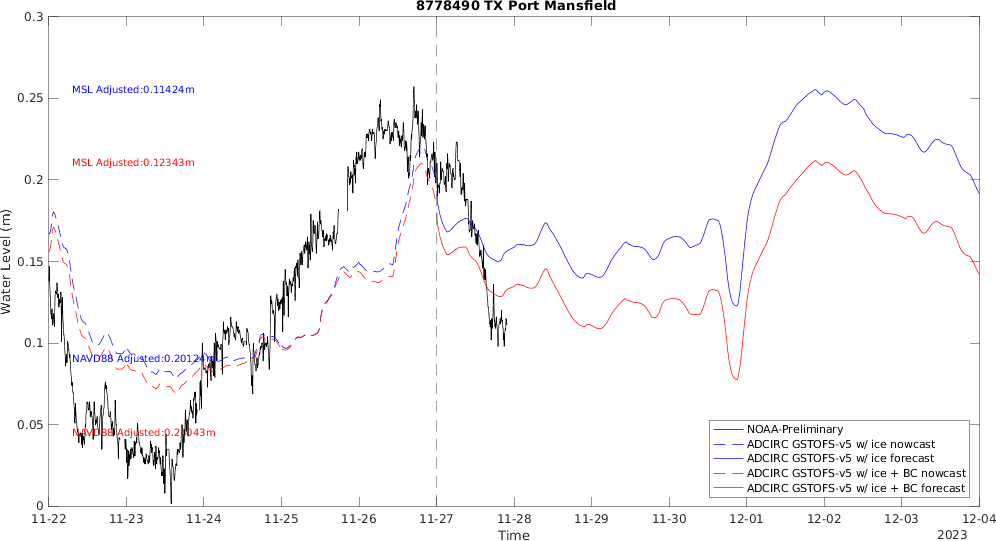 8778490 TX Port Mansfield
0.3
0.25
0.2
0.15
0.1
0.05
0
Water Level (m)
MSL Adjusted:0.11424m
MSL Adjusted:0.12343m
NAVD88 Adjusted:0.20124m
NAVD88 Adjusted:0.21043m
NOAA-Preliminary
ADCIRC GSTOFS-v5 w/ ice nowcast
ADCIRC GSTOFS-v5 w/ ice forecast
ADCIRC GSTOFS-v5 w/ ice + BC nowcast
ADCIRC GSTOFS-v5 w/ ice + BC forecast
11-22 11-23 11-24 11-25 11-26 11-27 11-28 11-29 11-30 12-01 12-02 12-03 12-04
Time
2023